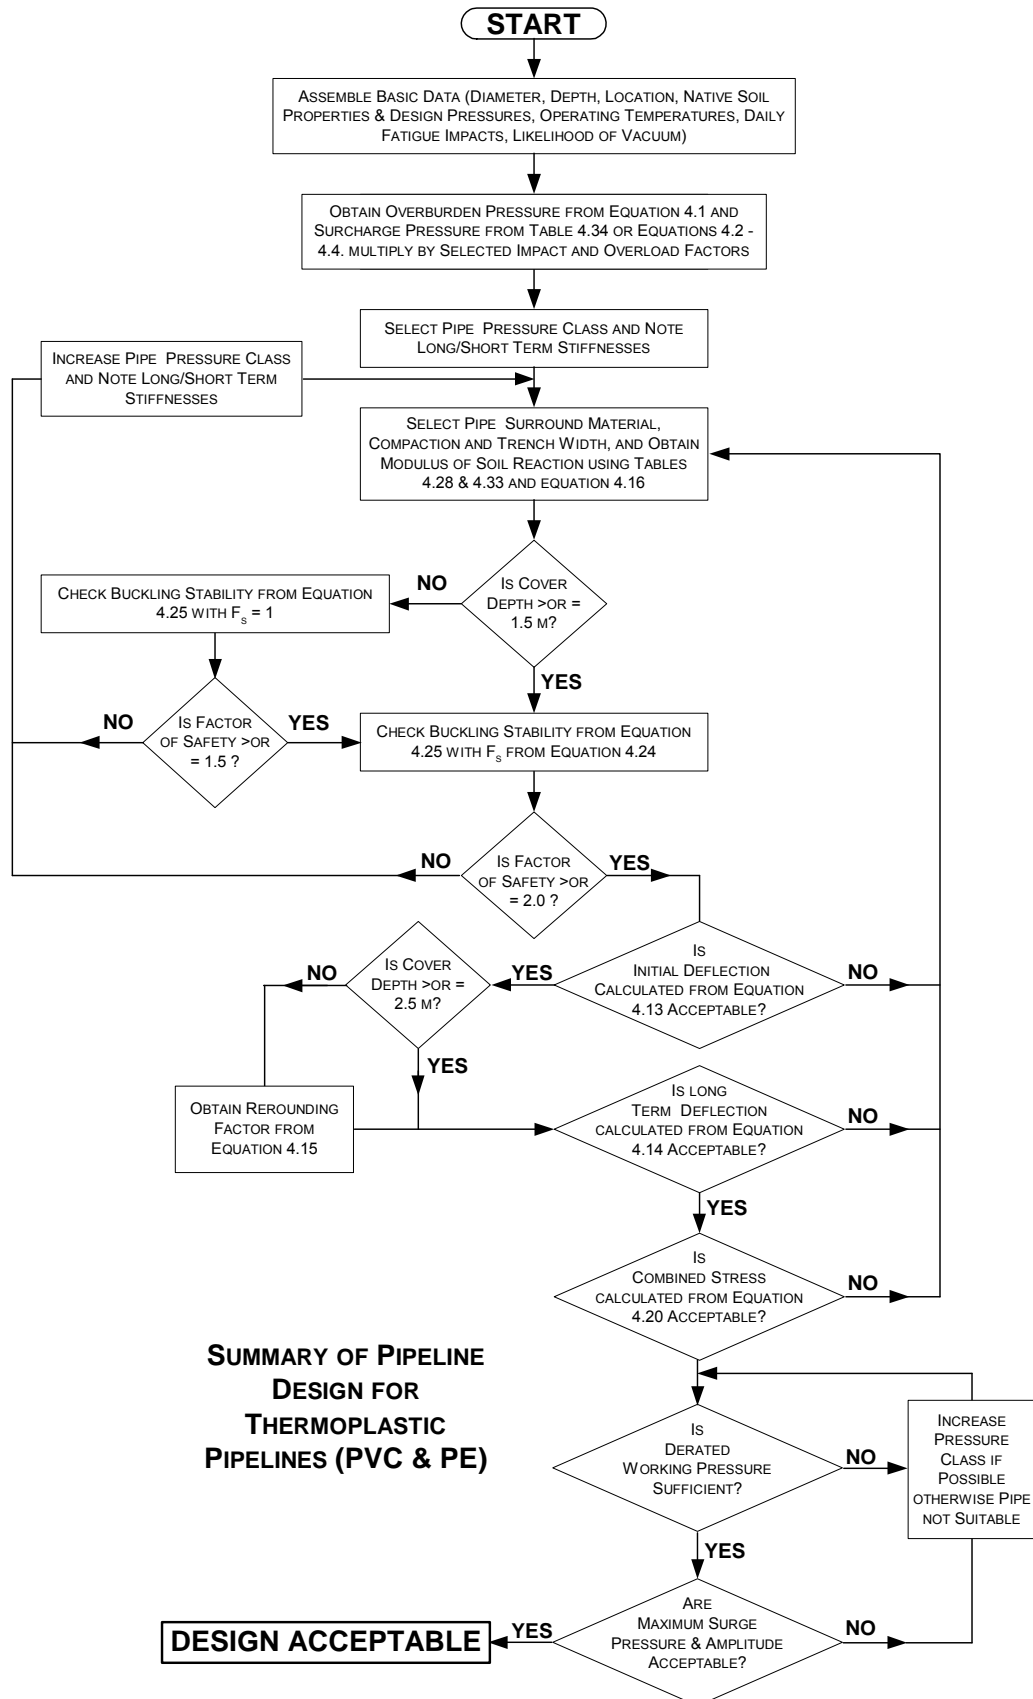 START
ASSEMBLE BASIC DATA (DIAMETER, DEPTH, LOCATION, NATIVE SOIL
PROPERTIES & DESIGN PRESSURES, OPERATING TEMPERATURES, DAILY
FATIGUE IMPACTS, LIKELIHOOD OF VACUUM)
OBTAIN OVERBURDEN PRESSURE FROM EQUATION 4.1 AND
SURCHARGE PRESSURE FROM TABLE 4.34 OR EQUATIONS 4.2 -
4.4. MULTIPLY BY SELECTED IMPACT AND OVERLOAD FACTORS
SELECT PIPE PRESSURE CLASS AND NOTE
LONG/SHORT TERM STIFFNESSES
INCREASE PIPE PRESSURE CLASS
AND NOTE LONG/SHORT TERM
STIFFNESSES
SELECT PIPE SURROUND MATERIAL,
COMPACTION AND TRENCH WIDTH, AND OBTAIN
MODULUS OF SOIL REACTION USING TABLES
4.28 & 4.33 AND EQUATION 4.16
IS COVER
DEPTH >OR =
1.5 M?
NO
YES
CHECK BUCKLING STABILITY FROM EQUATION
4.25 WITH FS = 1
IS FACTOR
OF SAFETY >OR
= 1.5 ?
NO
YES
CHECK BUCKLING STABILITY FROM EQUATION
4.25 WITH FS FROM EQUATION 4.24
IS FACTOR
OF SAFETY >OR
= 2.0 ?
NO
YES
IS
INITIAL DEFLECTION
CALCULATED FROM EQUATION
4.13 ACCEPTABLE?
YES
NO
IS COVER
DEPTH >OR =
2.5 M?
NO
YES
OBTAIN REROUNDING
FACTOR FROM
EQUATION 4.15
IS LONG
TERM DEFLECTION
CALCULATED FROM EQUATION
4.14 ACCEPTABLE?
NO
YES
IS
COMBINED STRESS
CALCULATED FROM EQUATION
4.20 ACCEPTABLE?
NO
SUMMARY OF PIPELINE
DESIGN FOR
THERMOPLASTIC
PIPELINES (PVC & PE)
IS
DERATED
WORKING PRESSURE
SUFFICIENT?
NO
YES
INCREASE
PRESSURE
CLASS IF
POSSIBLE
OTHERWISE PIPE
NOT SUITABLE
ARE
MAXIMUM SURGE
PRESSURE & AMPLITUDE
ACCEPTABLE?
NO
YES
DESIGN ACCEPTABLE